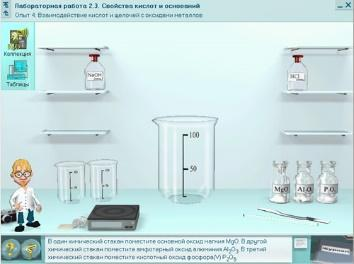 Лабораторная работа 2.3. Свойства кислот и оснований
Опыт 4. Взаимодействие кислот и щелочей с оксидами металлов
Коллекция
Таблицы
NaOH
HCl
100
50
MgO
Al₂O₃
P₂O₅
В один химический стакан поместите основной оксид магния MgO. В другой
химический стакан поместите амфотерный оксид алюминия Al₂O₃. В третий
химический стакан поместите кислотный оксид фосфора(V) P₂O₅.